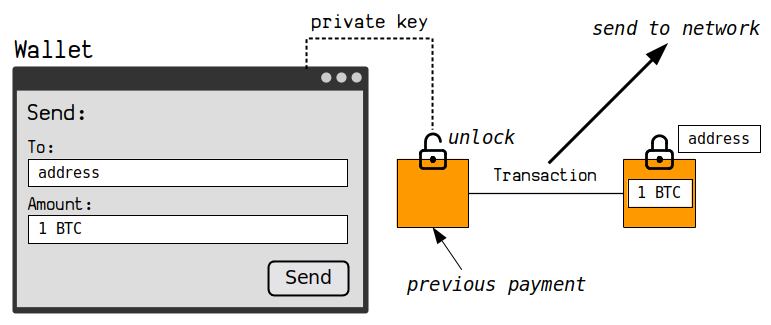 private key
send to network
Wallet
Send:
To:
address
Amount:
1 BTC
Send
unlock
Transaction
address
1 BTC
previous payment